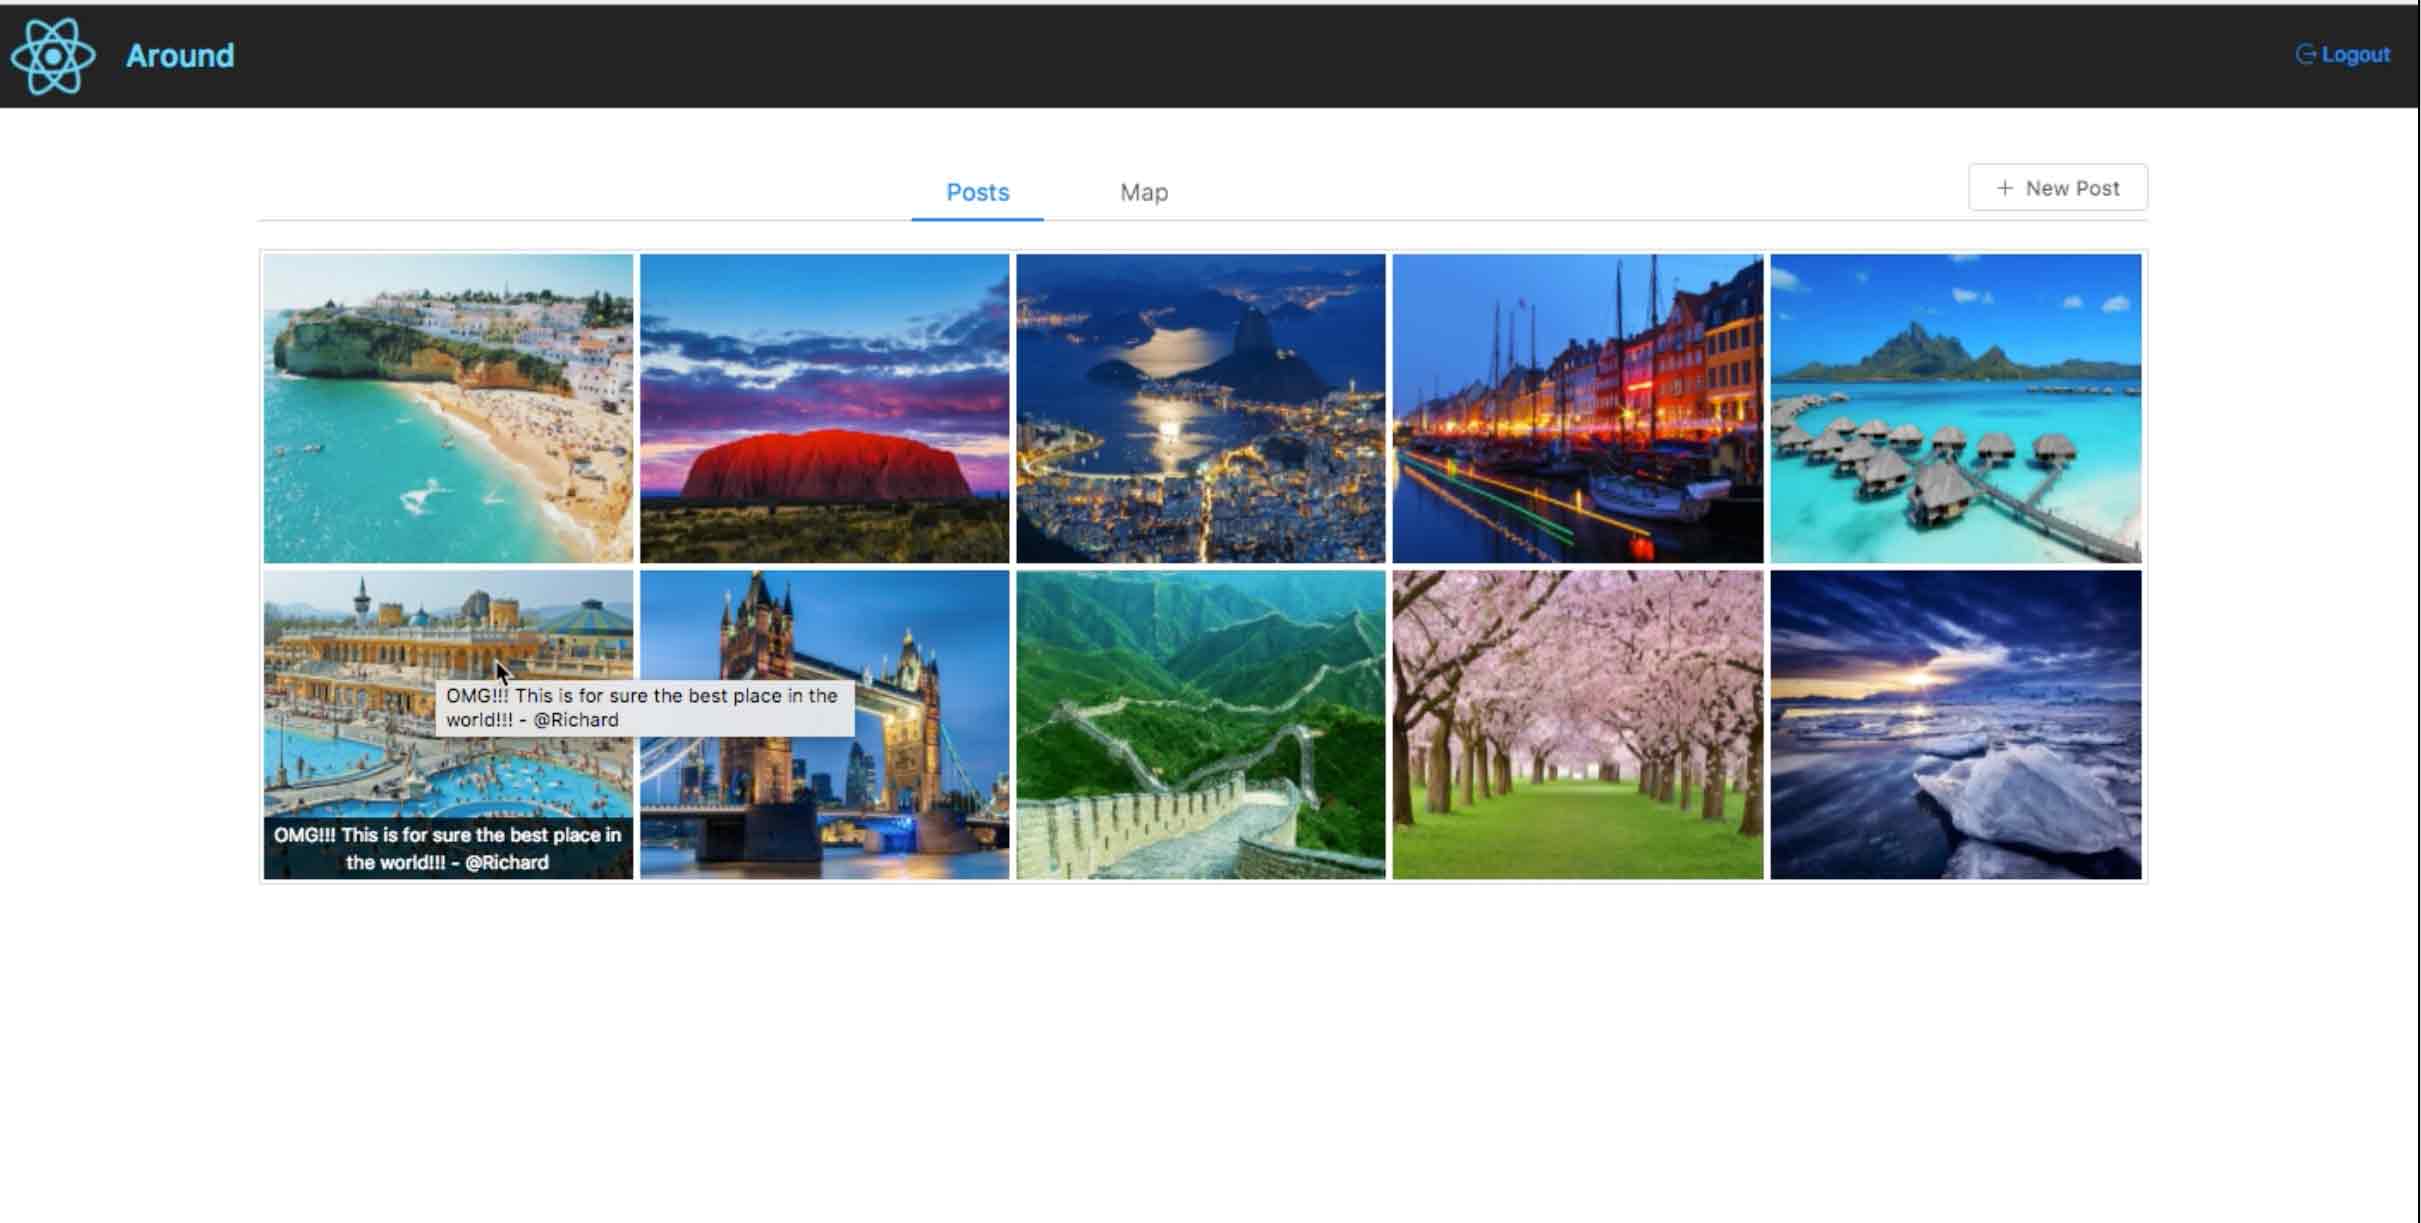 Around
Logout
Posts
Map
+ New Post
OMG!!! This is for sure the best place in the
world!!! - @Richard
OMG!!! This is for sure the best place in
the world!!! - @Richard